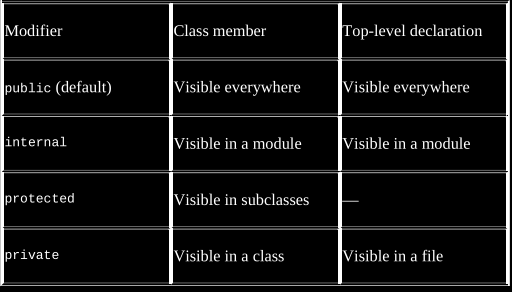 Modifier Class member Top-level declaration
public (default) Visible everywhere Visible everywhere
internal Visible in a module Visible in a module
protected Visible in subclasses —
private Visible in a class Visible in a file